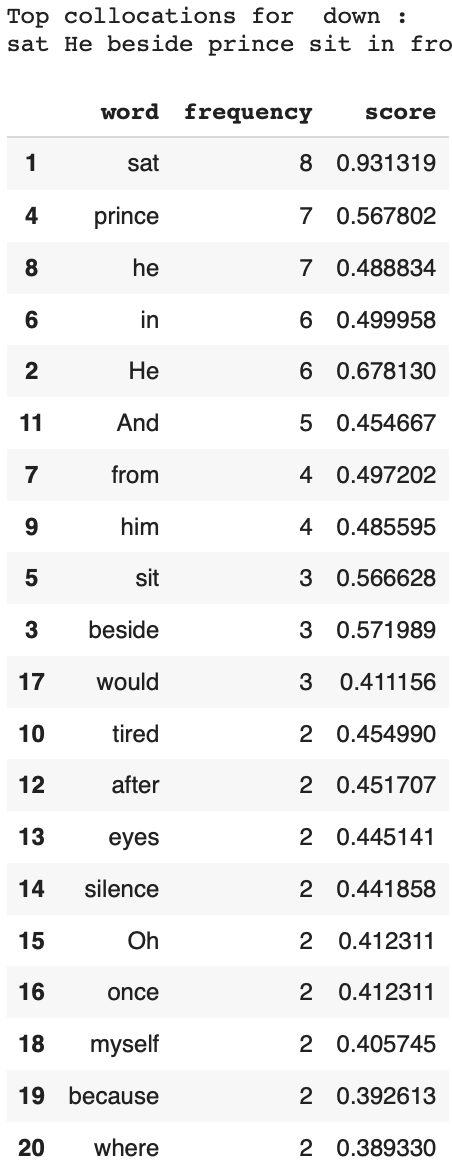 Top collocations for  down :
sat He beside prince sit in fro
word frequency score
1 sat 8 0.931319
4 prince 7 0.567802
8 he 7 0.488834
6 in 6 0.499958
2 He 6 0.678130
11 And 5 0.454667
7 from 4 0.497202
9 him 4 0.485595
5 sit 3 0.566628
3 beside 3 0.571989
17 would 3 0.411156
10 tired 2 0.454990
12 after 2 0.451707
13 eyes 2 0.445141
14 silence 2 0.441858
15 Oh 2 0.412311
16 once 2 0.412311
18 myself 2 0.405745
19 because 2 0.392613
20 where 2 0.389330